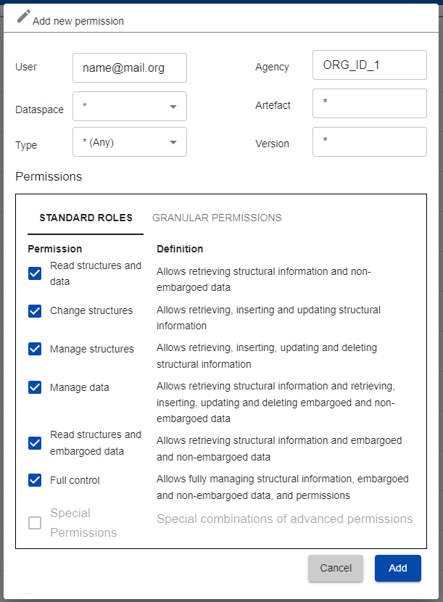 Add new permission
User
name@mail.org
Agency
ORG_ID_1
Dataspace
*
Artefact
*
Type
* (Any)
Version
*
Permissions
STANDARD ROLES
GRANULAR PERMISSIONS
Permission
Definition
Read structures and
data
Allows retrieving structural information and non-
embargoed data
Change structures
Allows retrieving, inserting and updating structural
information
Manage structures
Allows retrieving, inserting, updating and deleting
structural information
Manage data
Allows retrieving structural information and retrieving,
inserting, updating and deleting embargoed and non-
embargoed data
Read structures and
embargoed data
Allows retrieving structural information and embargoed
and non-embargoed data
Full control
Allows fully managing structural information, embargoed
and non-embargoed data, and permissions
Special
Permissions
Special combinations of advanced permissions
Cancel
Add